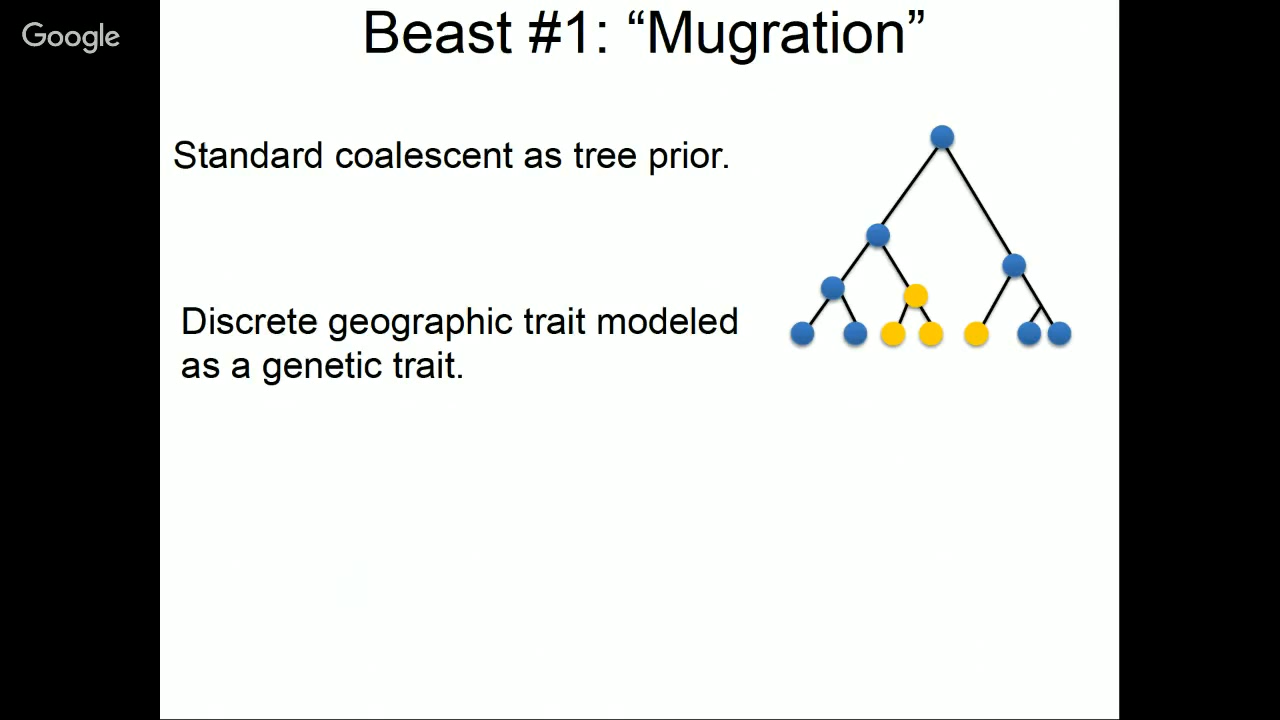 Google
Beast #1: “Mugration”
Standard coalescent as tree prior.
Discrete geographic trait modeled
as a genetic trait.